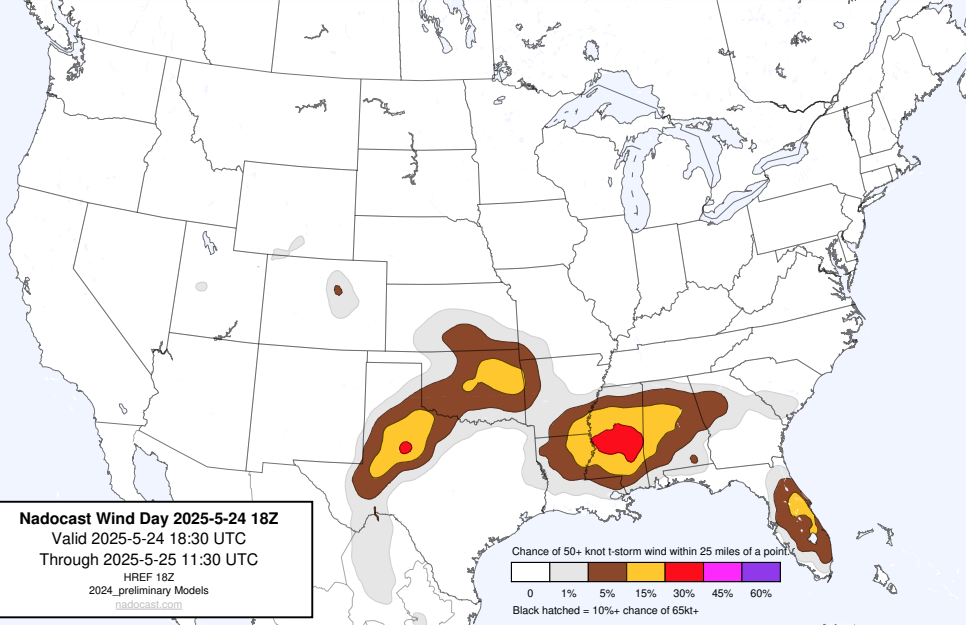 Nadocast Wind Day 2025-5-24 18Z
Valid 2025-5-24 18:30 UTC
Through 2025-5-25 11:30 UTC
HREF 18Z
2024_preliminary Models
nadocast.com
Chance of 50+ knot t-storm wind within 25 miles of a point.
0 1% 5% 15% 30% 45% 60%
Black hatched = 10%+ chance of 65kt+